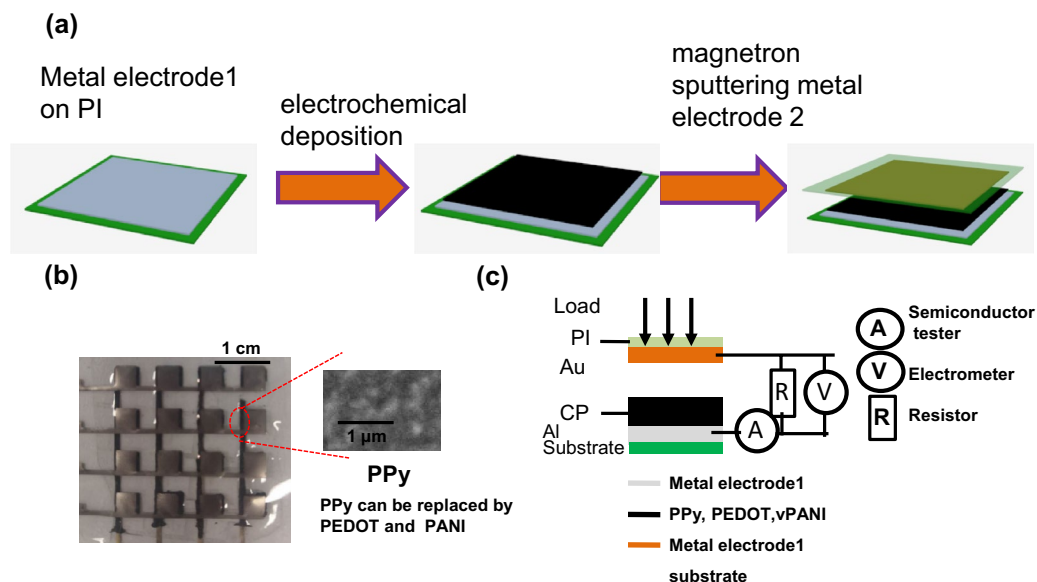 (a)
Metal electrode1
on PI
electrochemical
deposition
magnetron
sputtering metal
electrode 2
(b)
1 cm
1 μm
PPy
PPy can be replaced by
PEDOT and PANI
(c)
Load
PI
Au
CP
Al
Substrate
R
V
A
A
Semiconductor
tester
V
Electrometer
R
Resistor
Metal electrode1
PPy, PEDOT,vPANI
Metal electrode1
substrate